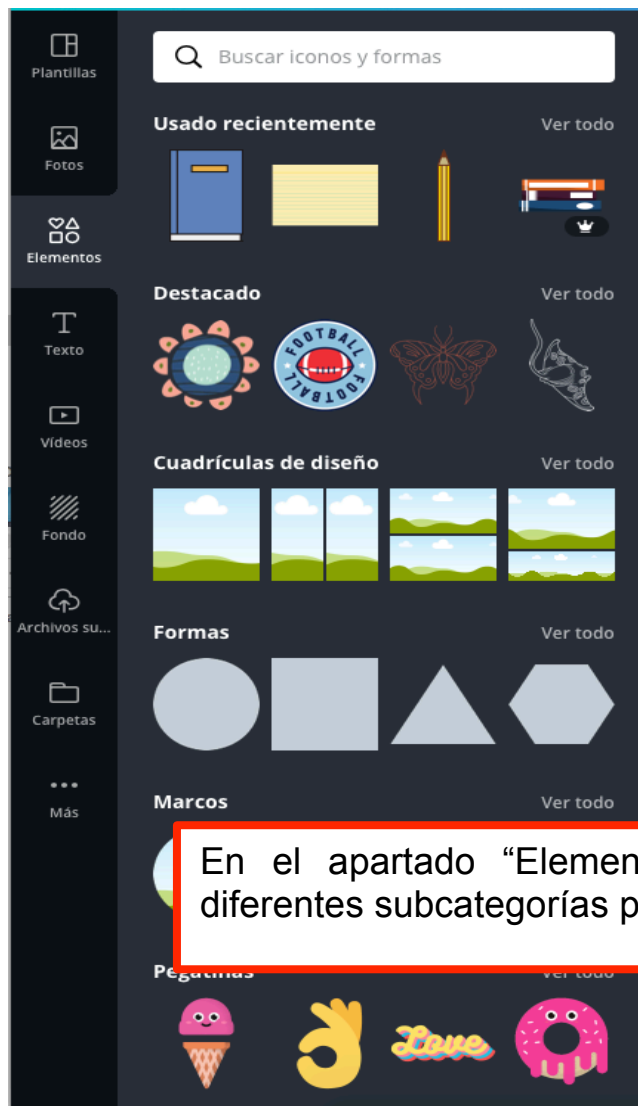 Plantillas
Fotos
Elementos
Texto
Vídeos
Fondo
Archivos su...
Carpetas
Más
Buscar iconos y formas
Usado recientemente Ver todo
Destacado Ver todo
FOOTBALL
FOOTBALL
Cuadrículas de diseño Ver todo
Formas Ver todo
Marcos Ver todo
En el apartado “Elemen
diferentes subcategorías p
Pegatinas Ver todo
Love